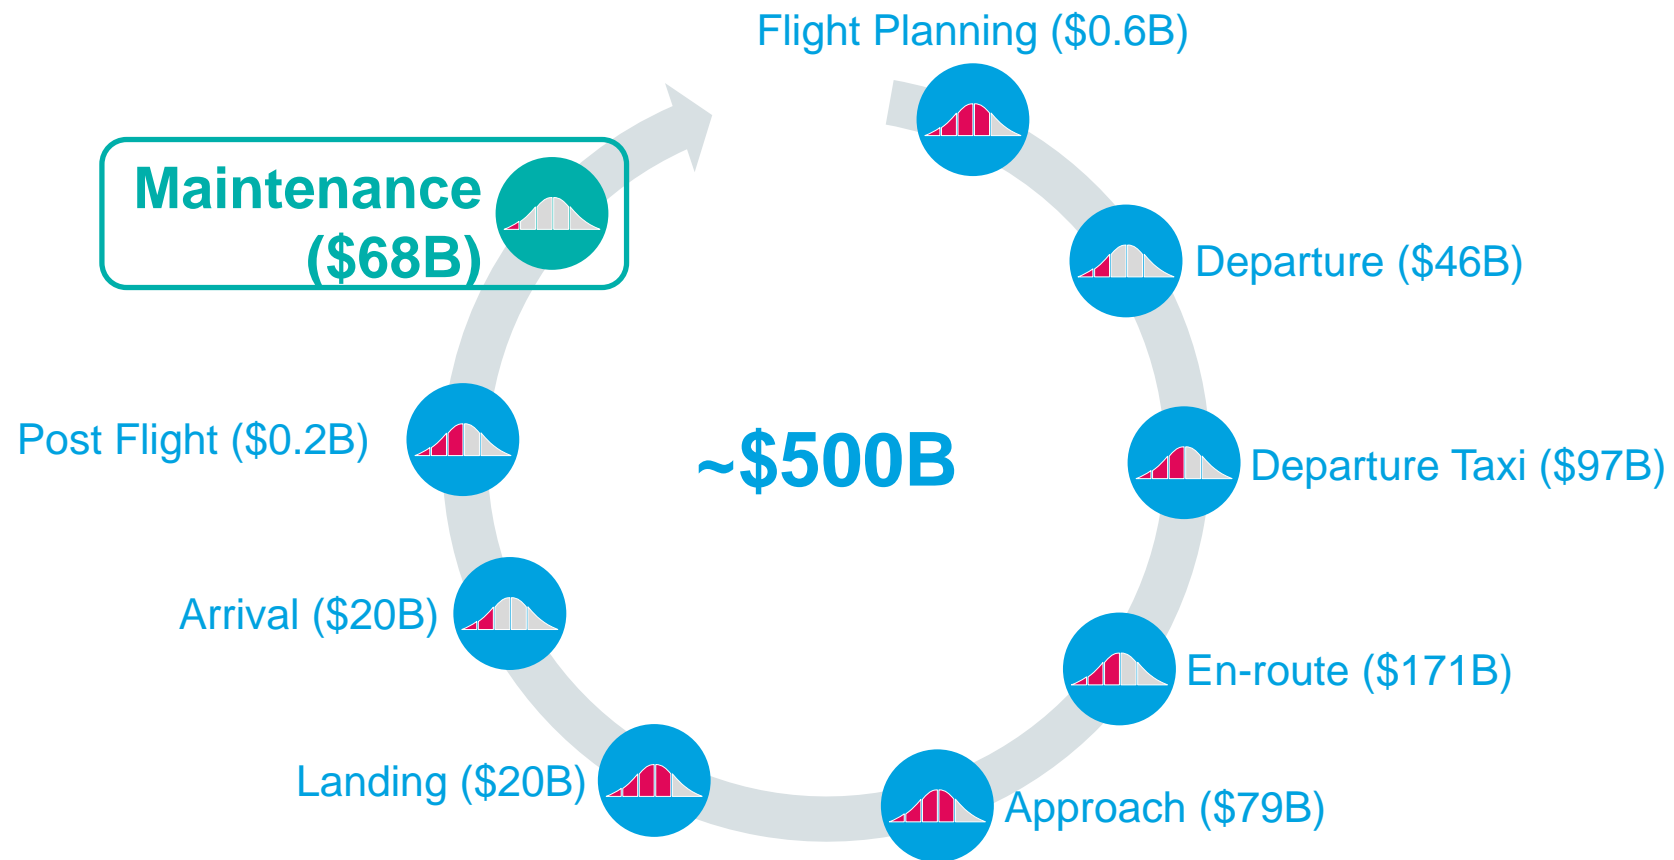 Flight Planning ($0.6B)
Maintenance
($68B)
Departure ($46B)
Post Flight ($0.2B)
~$500B
Departure Taxi ($97B)
Arrival ($20B)
En-route ($171B)
Landing ($20B)
Approach ($79B)